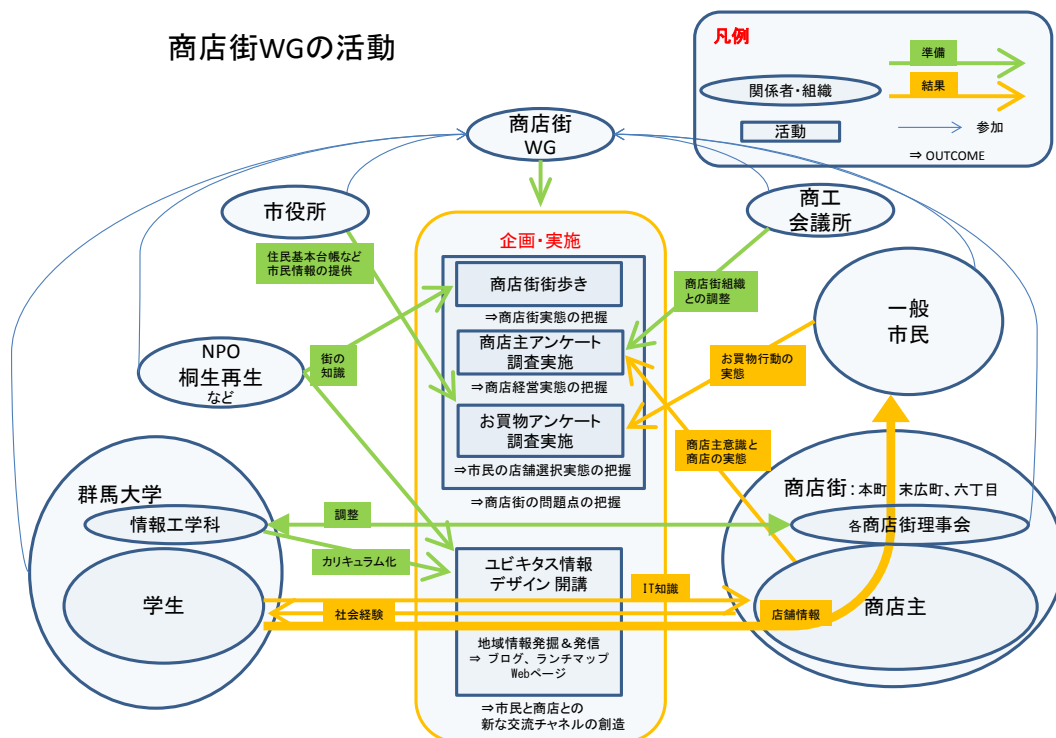 商店街WGの活動
凡例
準備
結果
関係者・組織
活動
参加
⇒ OUTCOME
商店街
WG
市役所
商工
会議所
企画・実施
住民基本台帳など
市民情報の提供
商店街街歩き
⇒商店街実態の把握
商店街組織
との調整
一般
市民
NPO
桐生再生
など
街の
知識
商店主アンケート
調査実施
⇒商店経営実態の把握
お買物行動の
実態
お買物アンケート
調査実施
⇒市民の店舗選択実態の把握
商店主意識と
商店の実態
⇒商店街の問題点の把握
群馬大学
情報工学科
調整
カリキュラム化
商店街：本町、末広町、六丁目
各商店街理事会
ユビキタス情報
デザイン 開講
学生
社会経験
IT知識
店舗情報
商店主
地域情報発掘＆発信
⇒ ブログ、ランチマップ
Webページ
⇒市民と商店との
新な交流チャネルの創造